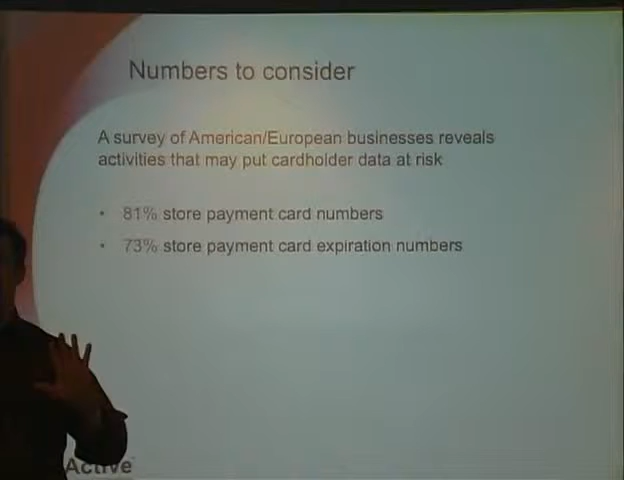 Numbers to consider
A survey of American/European businesses reveals
activities that may put cardholder data at risk
• 81% store payment card numbers
• 73% store payment card expiration numbers
Active